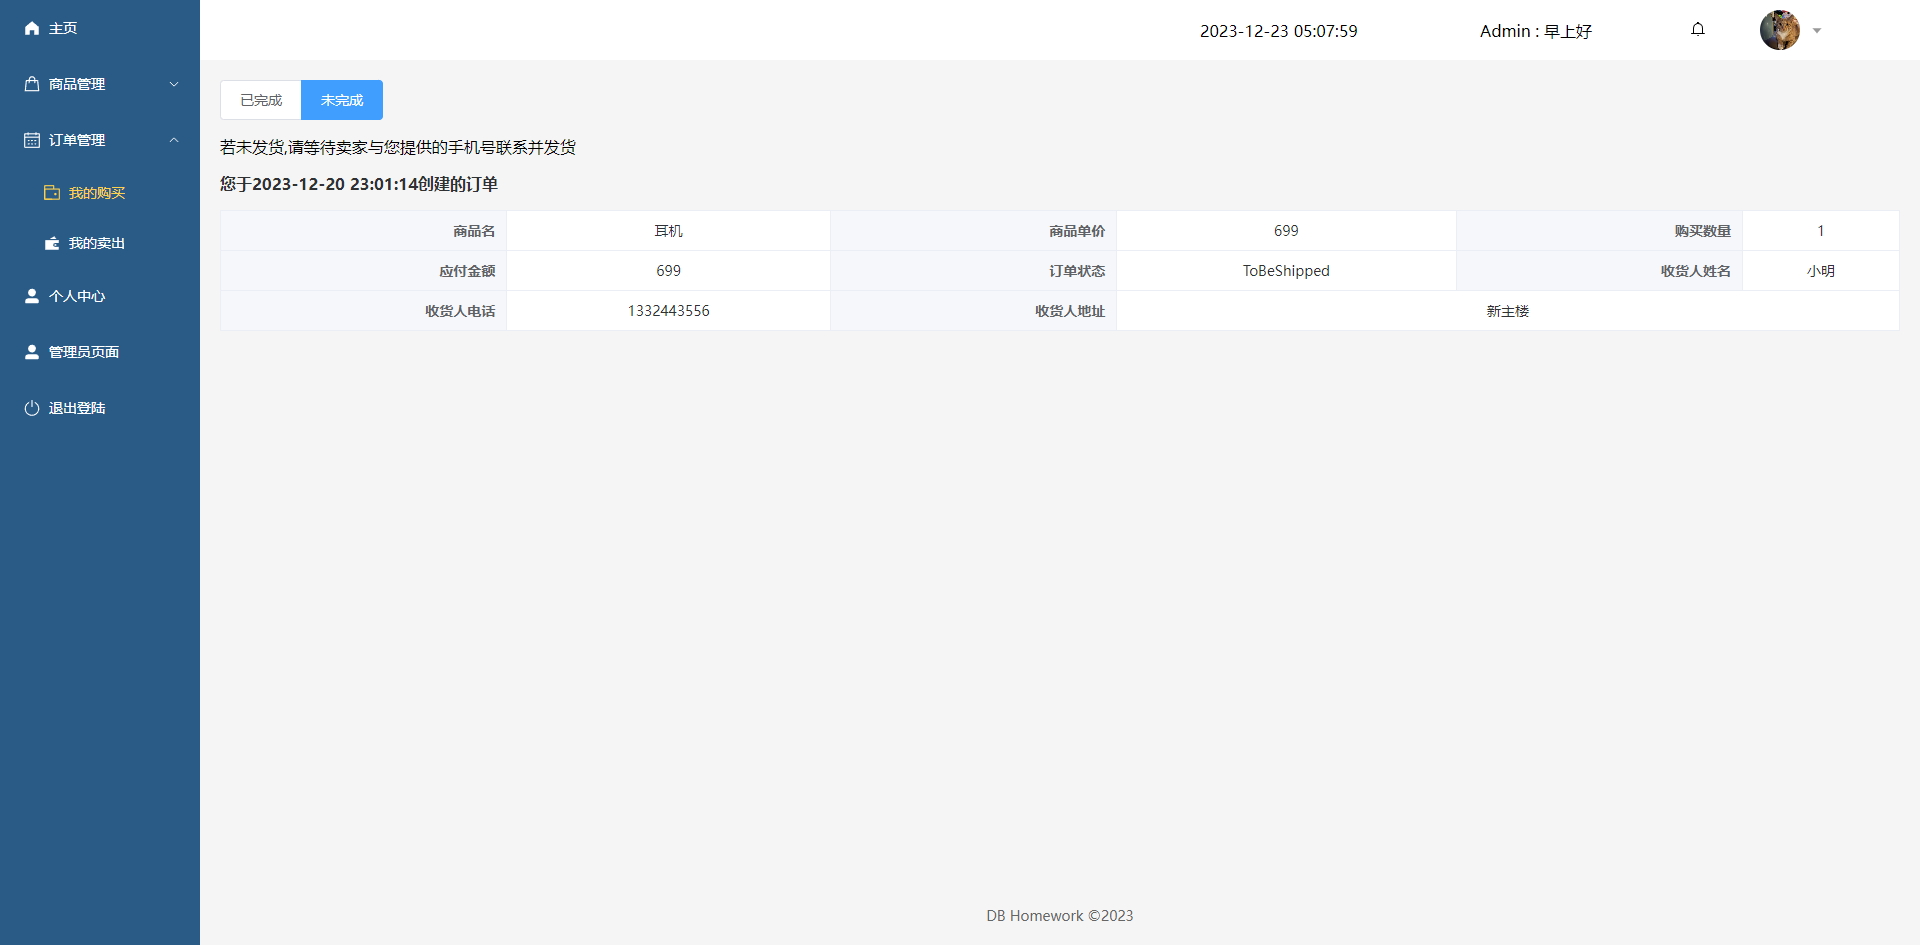 主页
商品管理
订单管理
我的购买
我的卖出
个人中心
管理员页面
退出登陆
2023-12-23 05:07:59 Admin : 早上好
已完成 未完成
若未发货,请等待卖家与您提供的手机号联系并发货
您于2023-12-20 23:01:14创建的订单
商品名 耳机 商品单价 699 购买数量 1
应付金额 699 订单状态 ToBeShipped 收货人姓名 小明
收货人电话 1332443556 收货人地址 新主楼
DB Homework ©2023